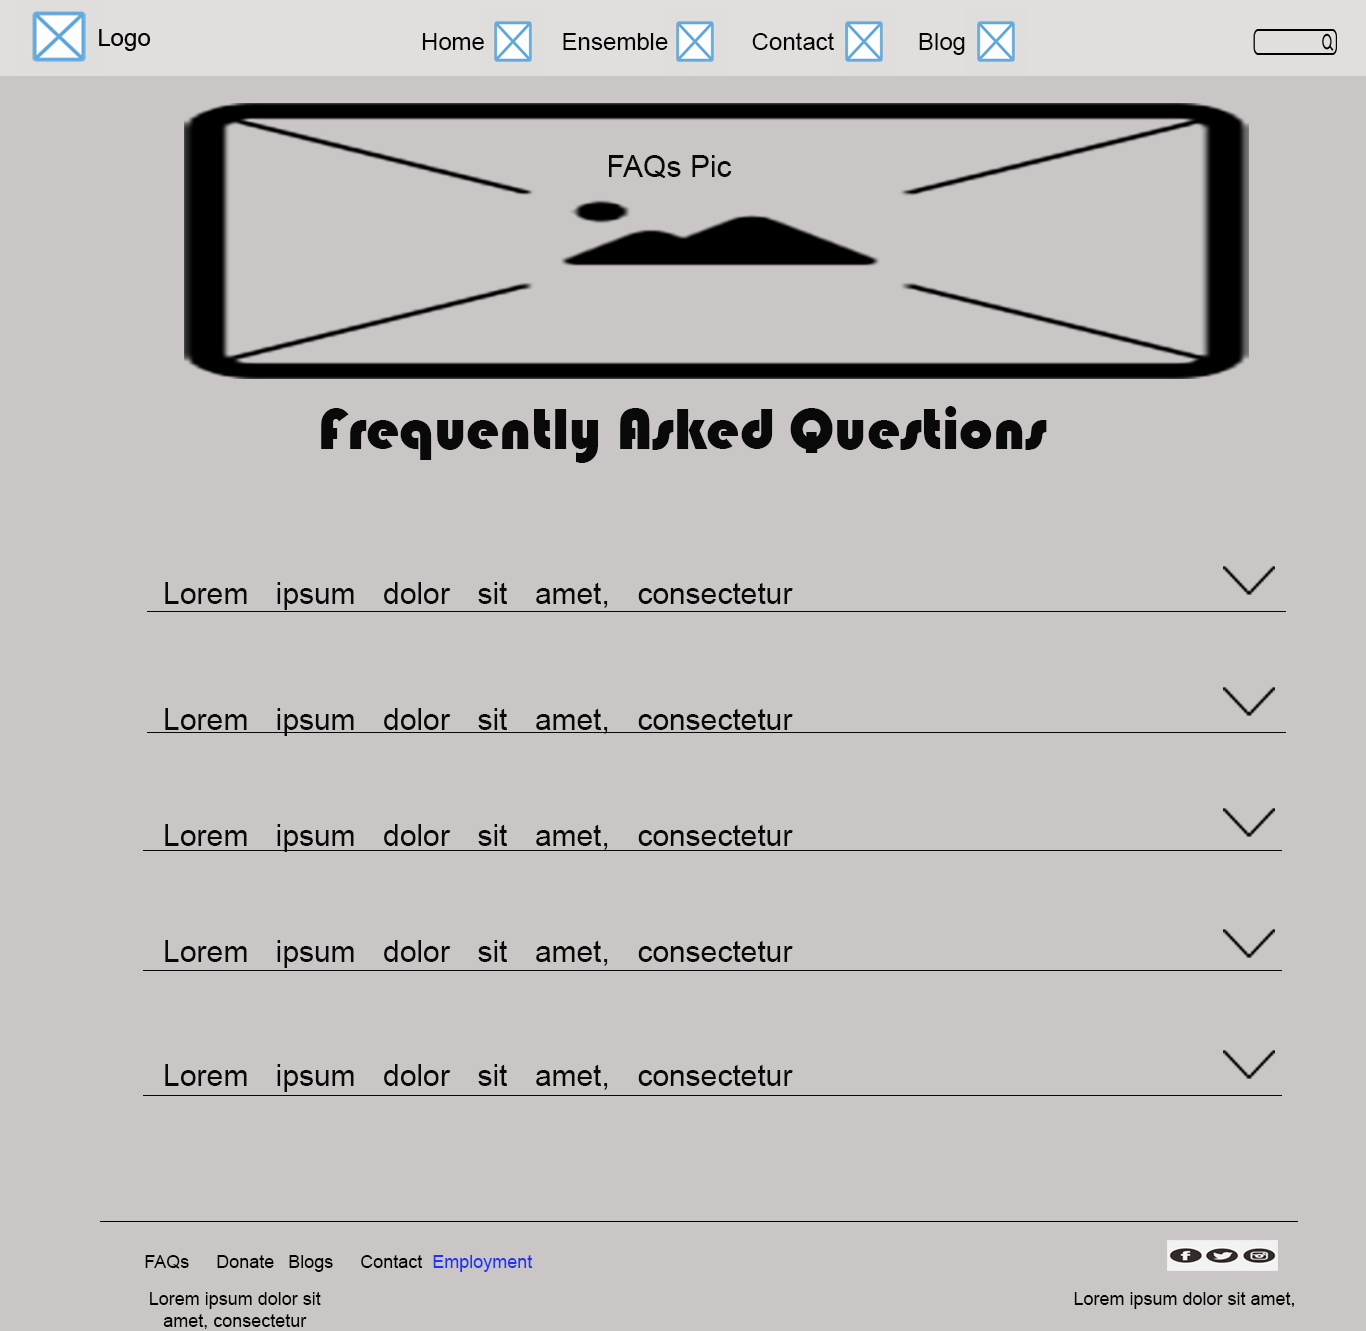 Logo
Home Ensemble Contact Blog
FAQs Pic
Frequently Asked Questions
Lorem ipsum dolor sit amet, consectetur
Lorem ipsum dolor sit amet, consectetur
Lorem ipsum dolor sit amet, consectetur
Lorem ipsum dolor sit amet, consectetur
Lorem ipsum dolor sit amet, consectetur
FAQs Donate Blogs Contact Employment
Lorem ipsum dolor sit
amet, consectetur
Lorem ipsum dolor sit amet,